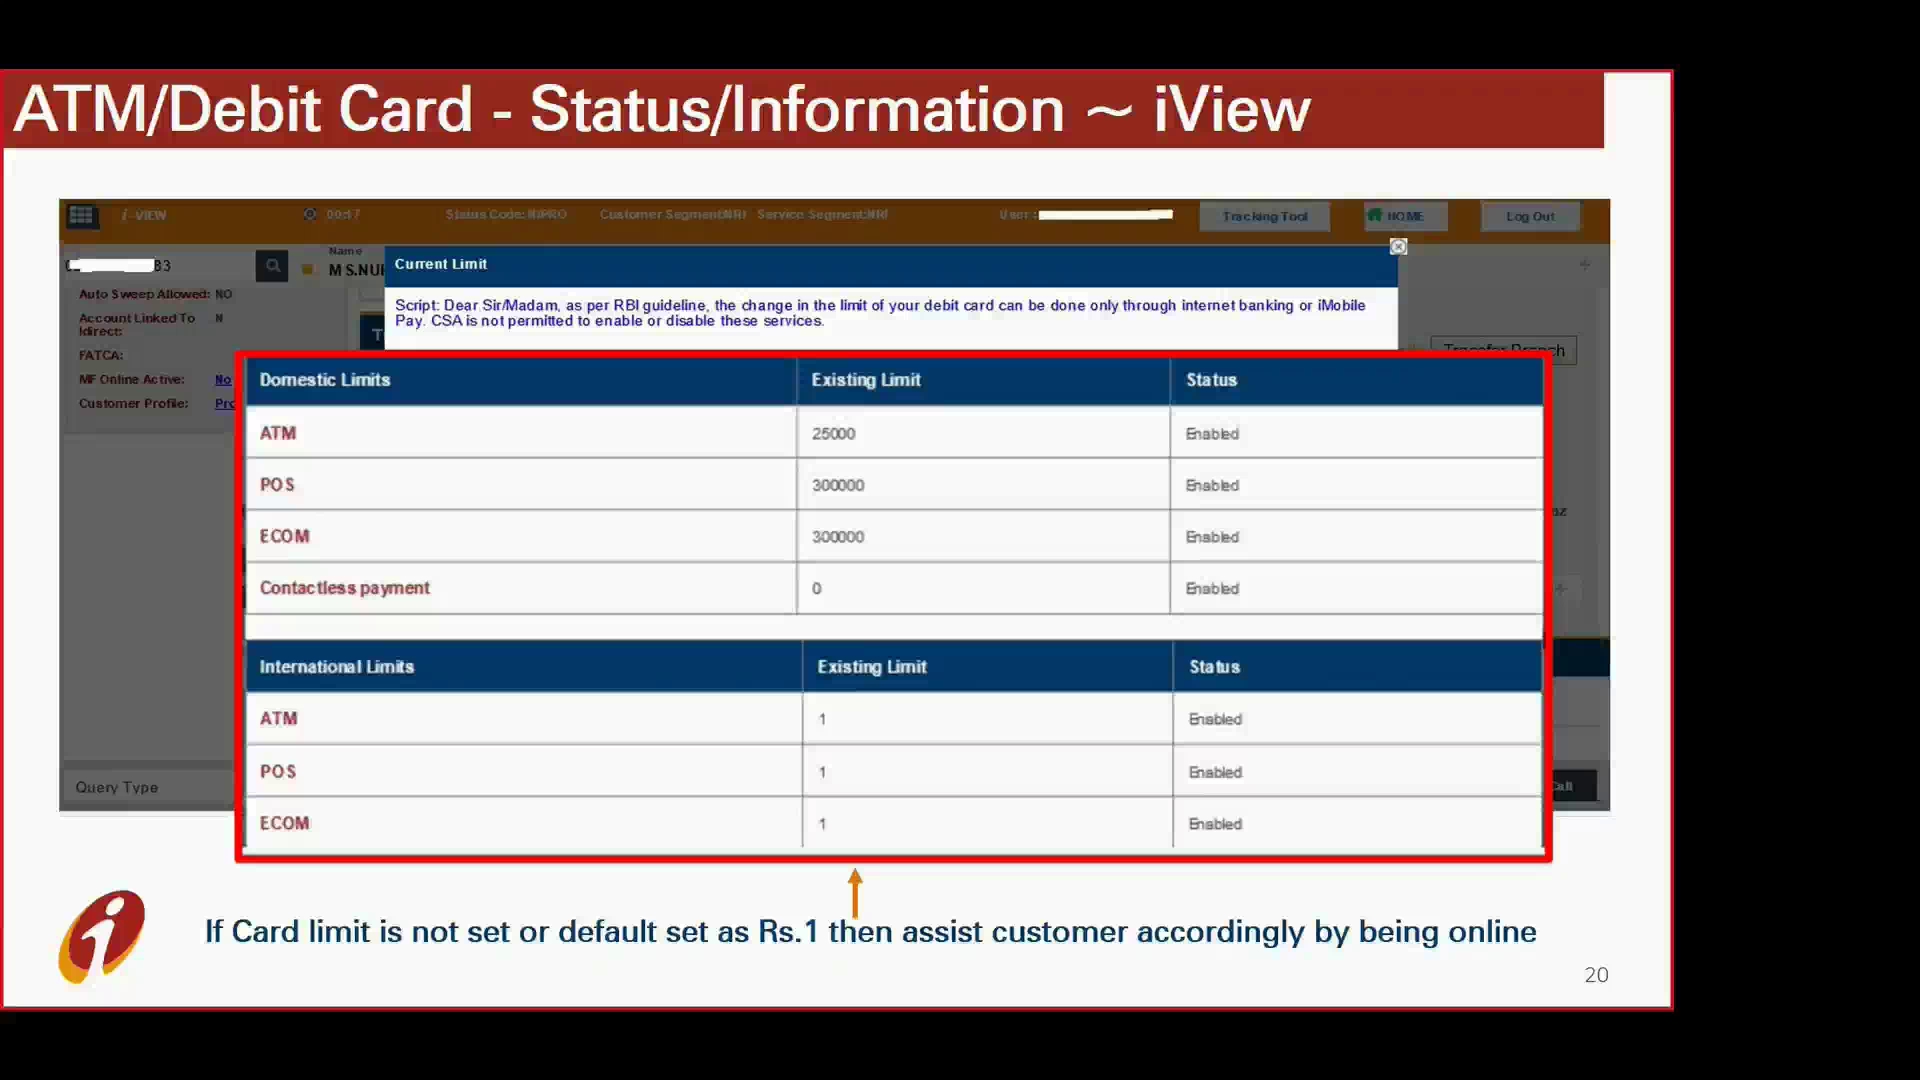 ATM/Debit Card - Status/Information ~ iView
i-VIEW 00:17 Status Code: NIPRO Customer Segment:NRI Service Segment:NRI User : Tracking Tool HOME Log Out
83 Name
M S.NU Current Limit
Auto Sweep Allowed: NO
Account Linked To Idirect: N
FATCA:
MF Online Active: No
Customer Profile: Pro
Script: Dear Sir/Madam, as per RBI guideline, the change in the limit of your debit card can be done only through internet banking or iMobile
Pay. CSA is not permitted to enable or disable these services.
Transfer Branch
Domestic Limits Existing Limit Status
ATM 25000 Enabled
POS 300000 Enabled
ECOM 300000 Enabled
Contactless payment 0 Enabled
International Limits Existing Limit Status
ATM 1 Enabled
POS 1 Enabled
ECOM 1 Enabled
Query Type
If Card limit is not set or default set as Rs.1 then assist customer accordingly by being online
20